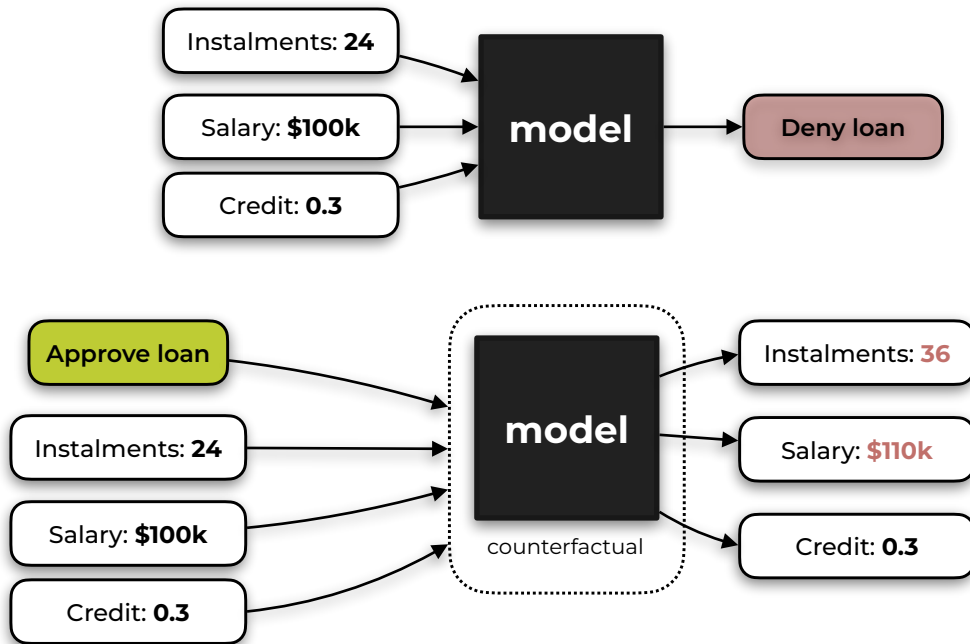 Instalments: 24
Salary: $100k
Credit: 0.3
model
Deny loan
Approve loan
Instalments: 24
Salary: $100k
Credit: 0.3
model
counterfactual
Instalments: 36
Salary: $110k
Credit: 0.3